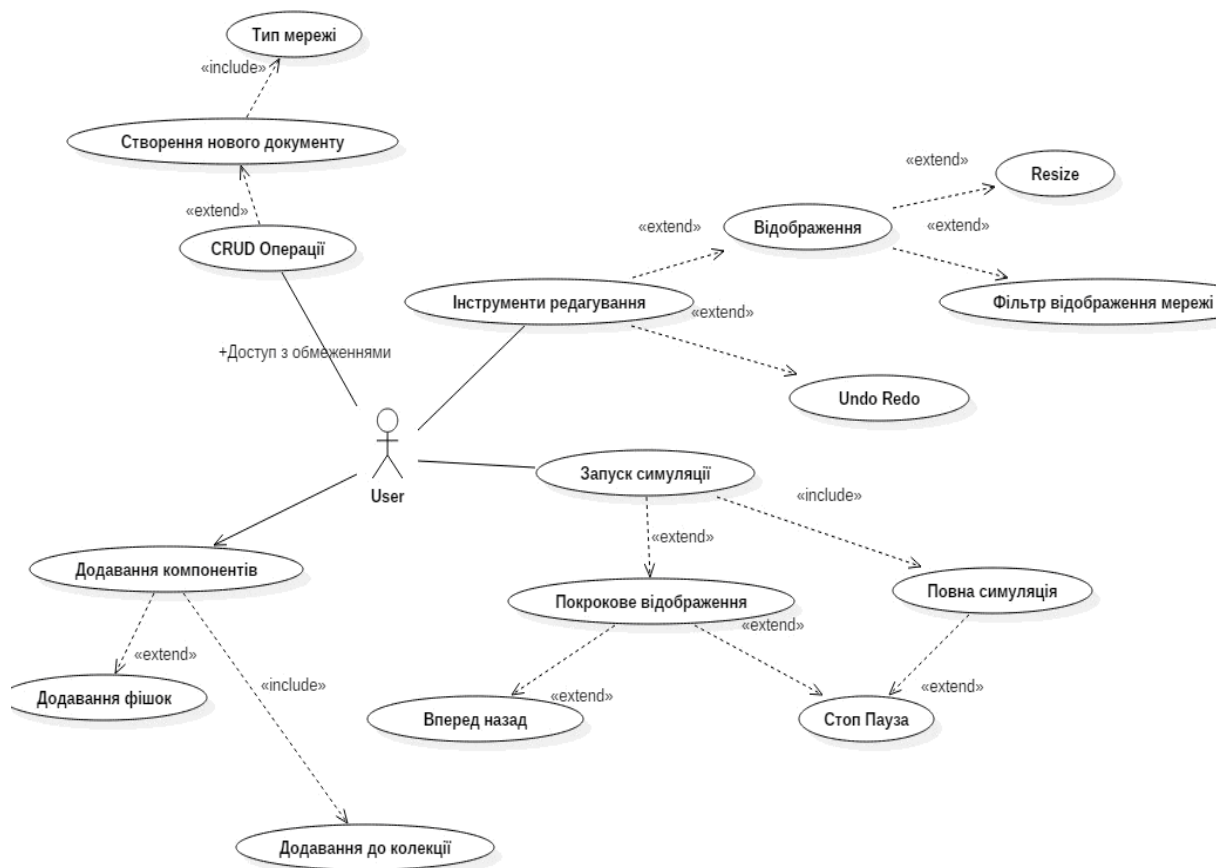 Тип мережі
«include»
Створення нового документу
«extend»
Resize
«extend»
CRUD Операції
«extend»
Відображення
«extend»
Інструменти редагування
Фільтр відображення мережі
«extend»
+Доступ з обмеженнями
Undo Redo
User
Запуск симуляції
«include»
«extend»
Додавання компонентів
Покрокове відображення
Повна симуляція
«extend»
«extend»
«include»
Додавання фішок
«extend»
«extend»
Вперед назад
Стоп Пауза
Додавання до колекції